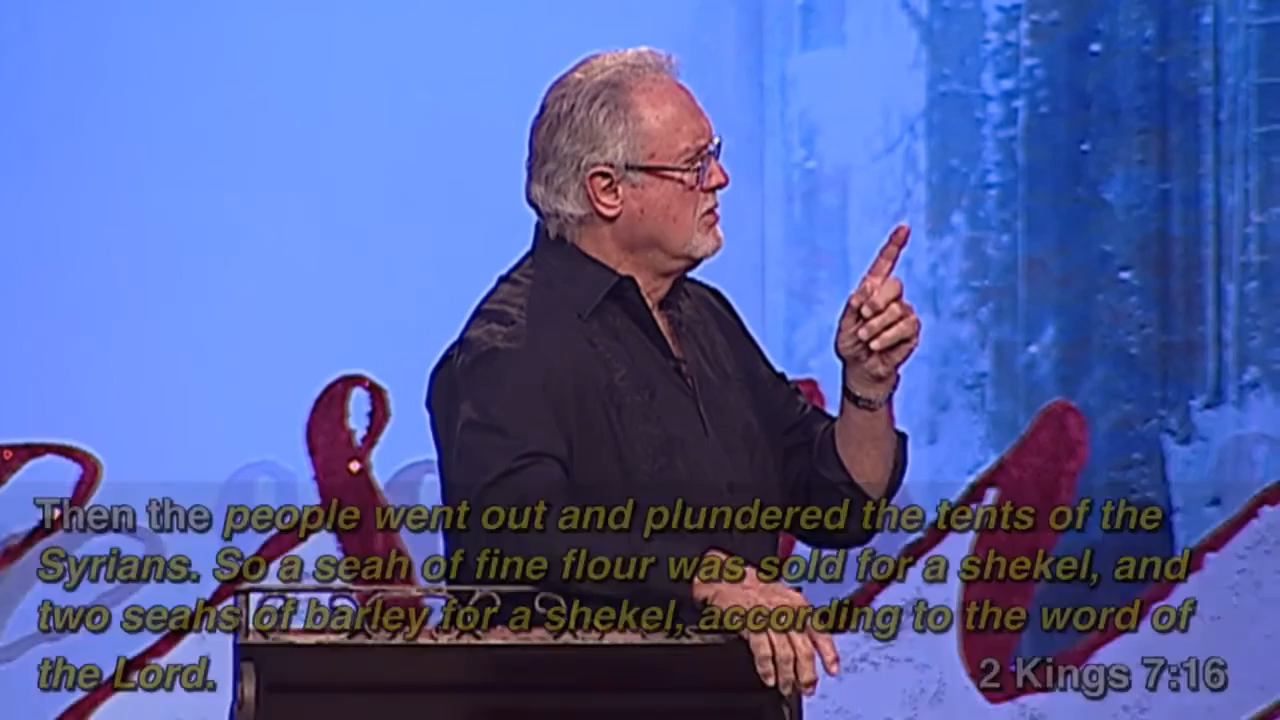 Then the people went out and plundered the tents of the
Syrians. So a seah of fine flour was sold for a shekel, and
two seahs of barley for a shekel, according to the word of
the Lord.
2 Kings 7:16